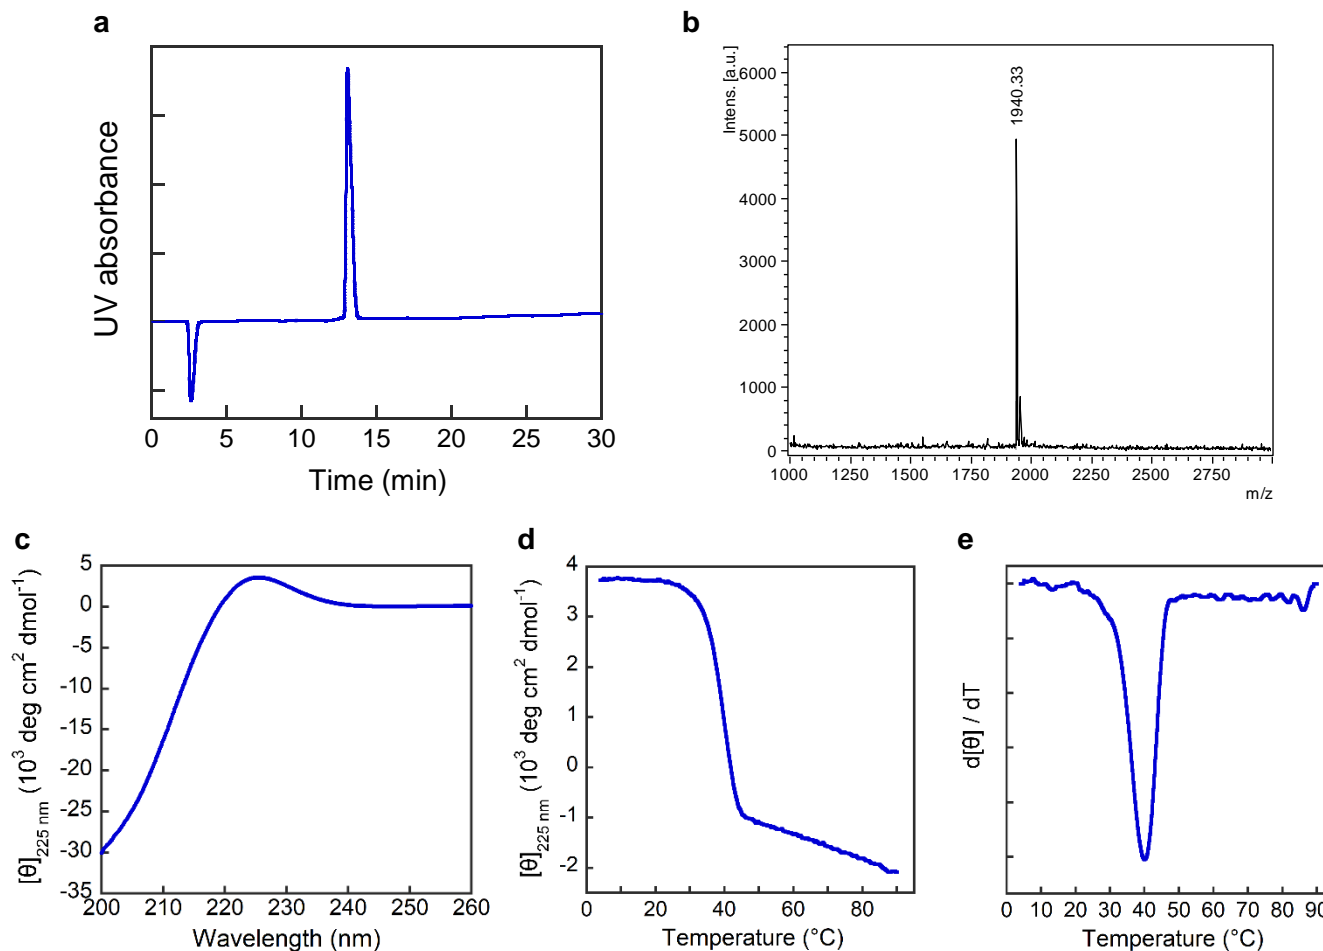 a
UV absorbance
0 5 10 15 20 25 30
Time (min)
b
Intens. [a.u.]
6000
5000
4000
3000
2000
1000
0
1940.33
1000 1250 1500 1750 2000 2250 2500 2750
m/z
c
[θ]225 nm (10³ deg cm² dmol⁻¹)
5
0
-5
-10
-15
-20
-25
-30
-35
200 210 220 230 240 250 260
Wavelength (nm)
d
[θ]225 nm (10³ deg cm² dmol⁻¹)
4
3
2
1
0
-1
-2
0 20 40 60 80
Temperature (°C)
e
d[θ] / dT
0 10 20 30 40 50 60 70 80 90
Temperature (°C)